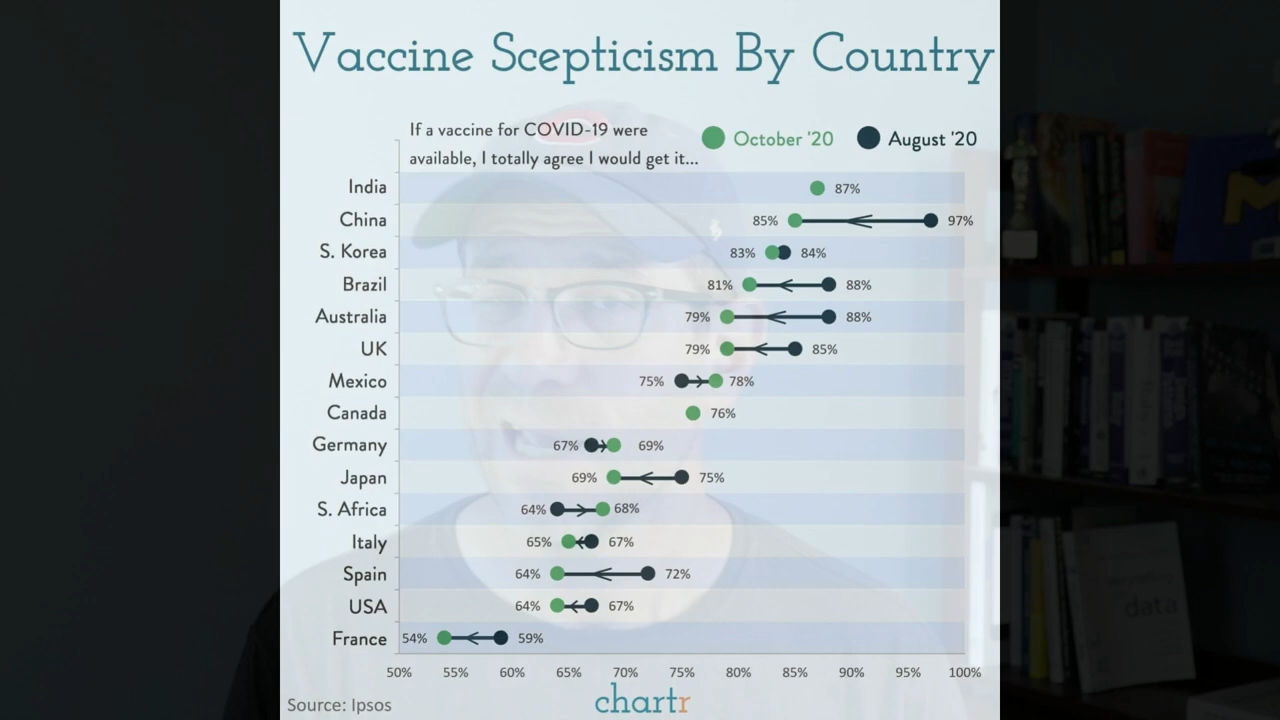 Vaccine Scepticism By Country
If a vaccine for COVID-19 were
available, I totally agree I would get it...
October '20
August '20
India
87%
China
85%
97%
S. Korea
83%
84%
Brazil
81%
88%
Australia
79%
88%
UK
79%
85%
Mexico
75%
78%
Canada
76%
Germany
67%
69%
Japan
69%
75%
S. Africa
64%
68%
Italy
65%
67%
Spain
64%
72%
USA
64%
67%
France
54%
59%
50%
55%
60%
65%
70%
75%
80%
85%
90%
95%
100%
Source: Ipsos
chartr
data